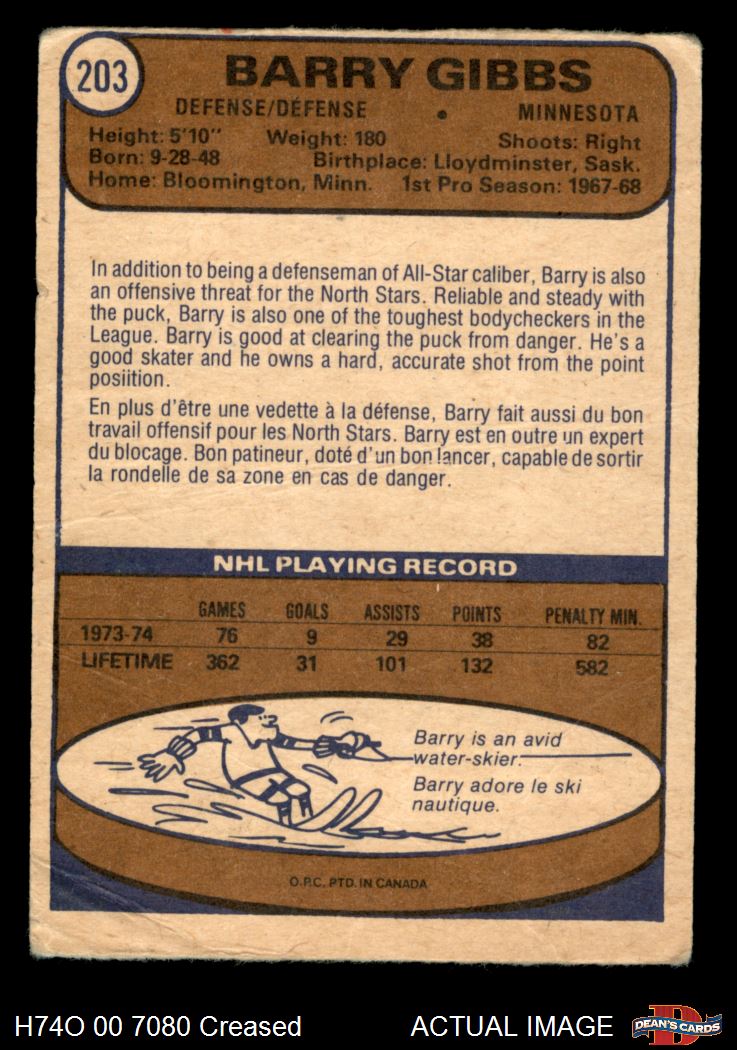 203
BARRY GIBBS
DEFENSE/DÉFENSE • MINNESOTA
Height: 5'10" Weight: 180 Shoots: Right
Born: 9-28-48 Birthplace: Lloydminster, Sask.
Home: Bloomington, Minn. 1st Pro Season: 1967-68
In addition to being a defenseman of All-Star caliber, Barry is also
an offensive threat for the North Stars. Reliable and steady with
the puck, Barry is also one of the toughest bodycheckers in the
League. Barry is good at clearing the puck from danger. He's a
good skater and he owns a hard, accurate shot from the point
posiition.
En plus d'être une vedette à la défense, Barry fait aussi du bon
travail offensif pour les North Stars. Barry est en outre un expert
du blocage. Bon patineur, doté d'un bon lancer, capable de sortir
la rondelle de sa zone en cas de danger.
NHL PLAYING RECORD
GAMES GOALS ASSISTS POINTS PENALTY MIN.
1973-74 76 9 29 38 82
LIFETIME 362 31 101 132 582
Barry is an avid
water-skier.
Barry adore le ski
nautique.
O.P.C. PTD. IN CANADA
H74O 00 7080 Creased ACTUAL IMAGE
D
DEAN'S CARDS